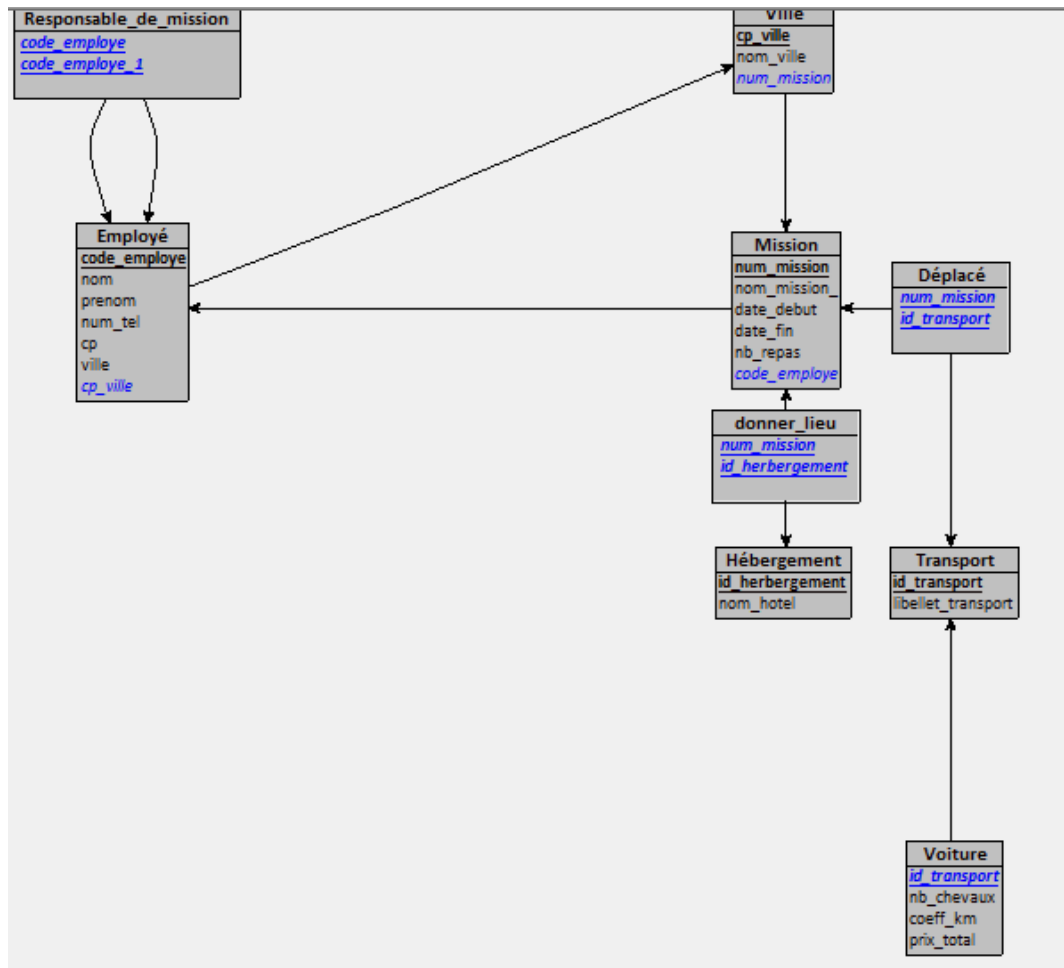 Responsable_de_mission
code_employe
code_employe_1
Ville
cp_ville
nom_ville
num_mission
Employé
code_employe
nom
prenom
num_tel
cp
ville
cp_ville
Mission
num_mission
nom_mission_
date_debut
date_fin
nb_repas
code_employe
Déplacé
num_mission
id_transport
donner_lieu
num_mission
id_herbergement
Hébergement
id_herbergement
nom_hotel
Transport
id_transport
libellet_transport
Voiture
id_transport
nb_chevaux
coeff_km
prix_total